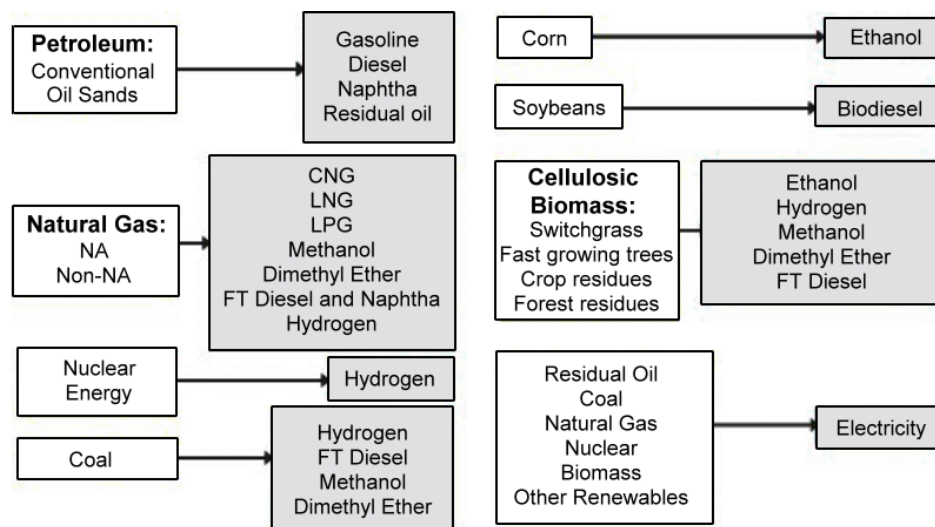 Petroleum:
Conventional
Oil Sands
Gasoline
Diesel
Naphtha
Residual oil
Natural Gas:
NA
Non-NA
CNG
LNG
LPG
Methanol
Dimethyl Ether
FT Diesel and Naphtha
Hydrogen
Nuclear
Energy
Hydrogen
Coal
Hydrogen
FT Diesel
Methanol
Dimethyl Ether
Corn
Ethanol
Soybeans
Biodiesel
Cellulosic
Biomass:
Switchgrass
Fast growing trees
Crop residues
Forest residues
Ethanol
Hydrogen
Methanol
Dimethyl Ether
FT Diesel
Residual Oil
Coal
Natural Gas
Nuclear
Biomass
Other Renewables
Electricity